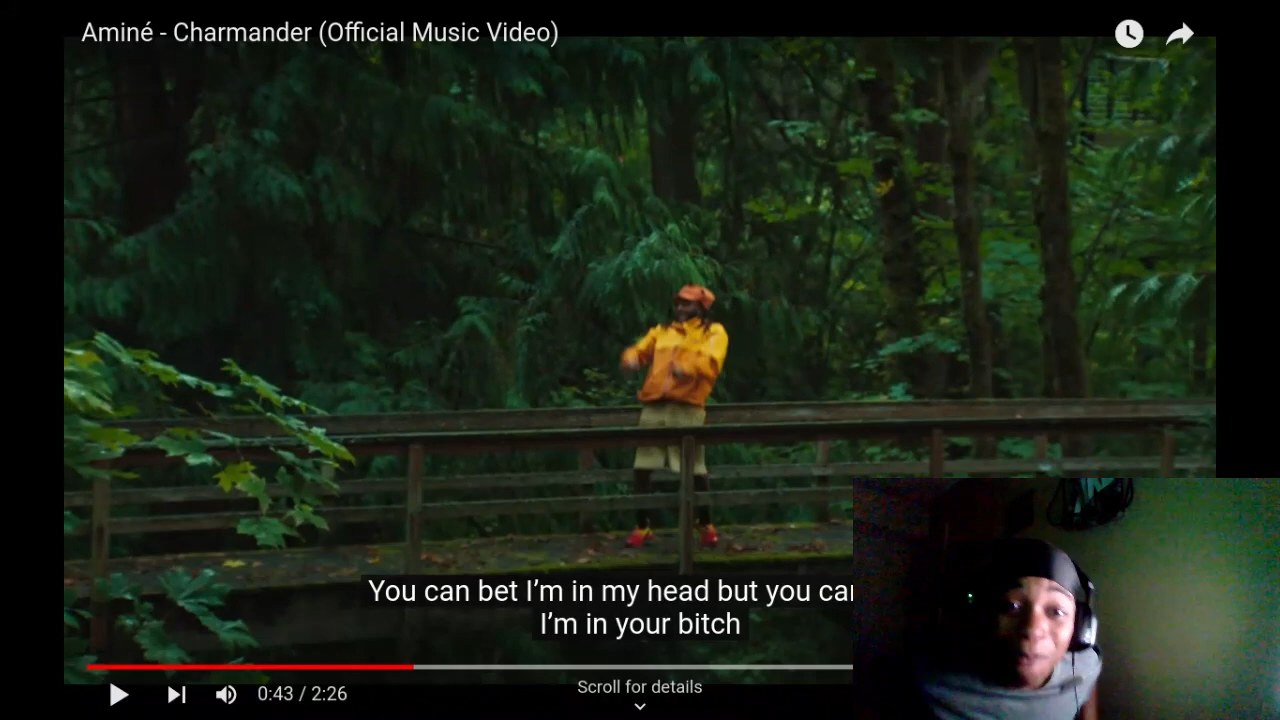 Aminé - Charmander (Official Music Video)
You can bet I’m in my head but you
I’m in your bitch
0:43 / 2:26
Scroll for details